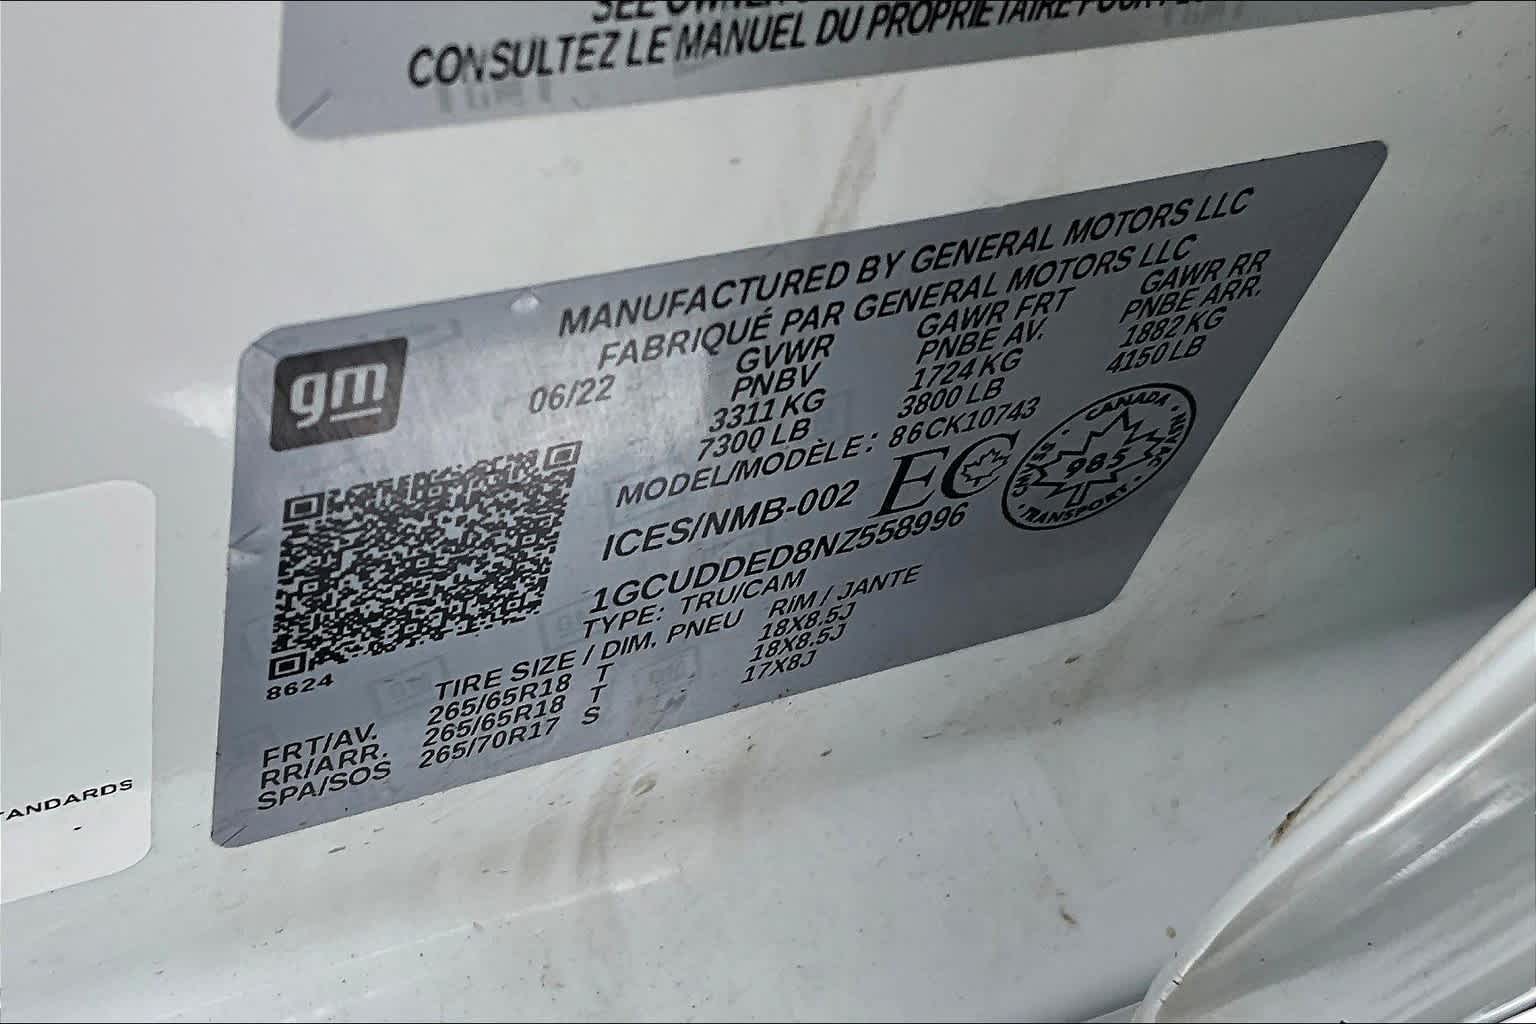 CONSULTEZ LE MANUEL DU PROPRIÉTAIRE
gm
MANUFACTURED BY GENERAL MOTORS LLC
FABRIQUÉ PAR GENERAL MOTORS LLC
06/22 GVWR GAWR FRT GAWR RR
PNBV PNBE AV. PNBE ARR.
3311 KG 1724 KG 1882 KG
7300 LB 3800 LB 4150 LB
MODEL/MODÈLE: 86CK10743
ICES/NMB-002 EC
CANADA
985
TRANSPORT
1GCUDDED8NZ558996
TYPE: TRU/CAM
8624
TIRE SIZE / DIM. PNEU RIM / JANTE
FRT/AV. 265/65R18 T 18X8.5J
RR/ARR. 265/65R18 T 18X8.5J
SPA/SOS 265/70R17 S 17X8J
TANDARDS